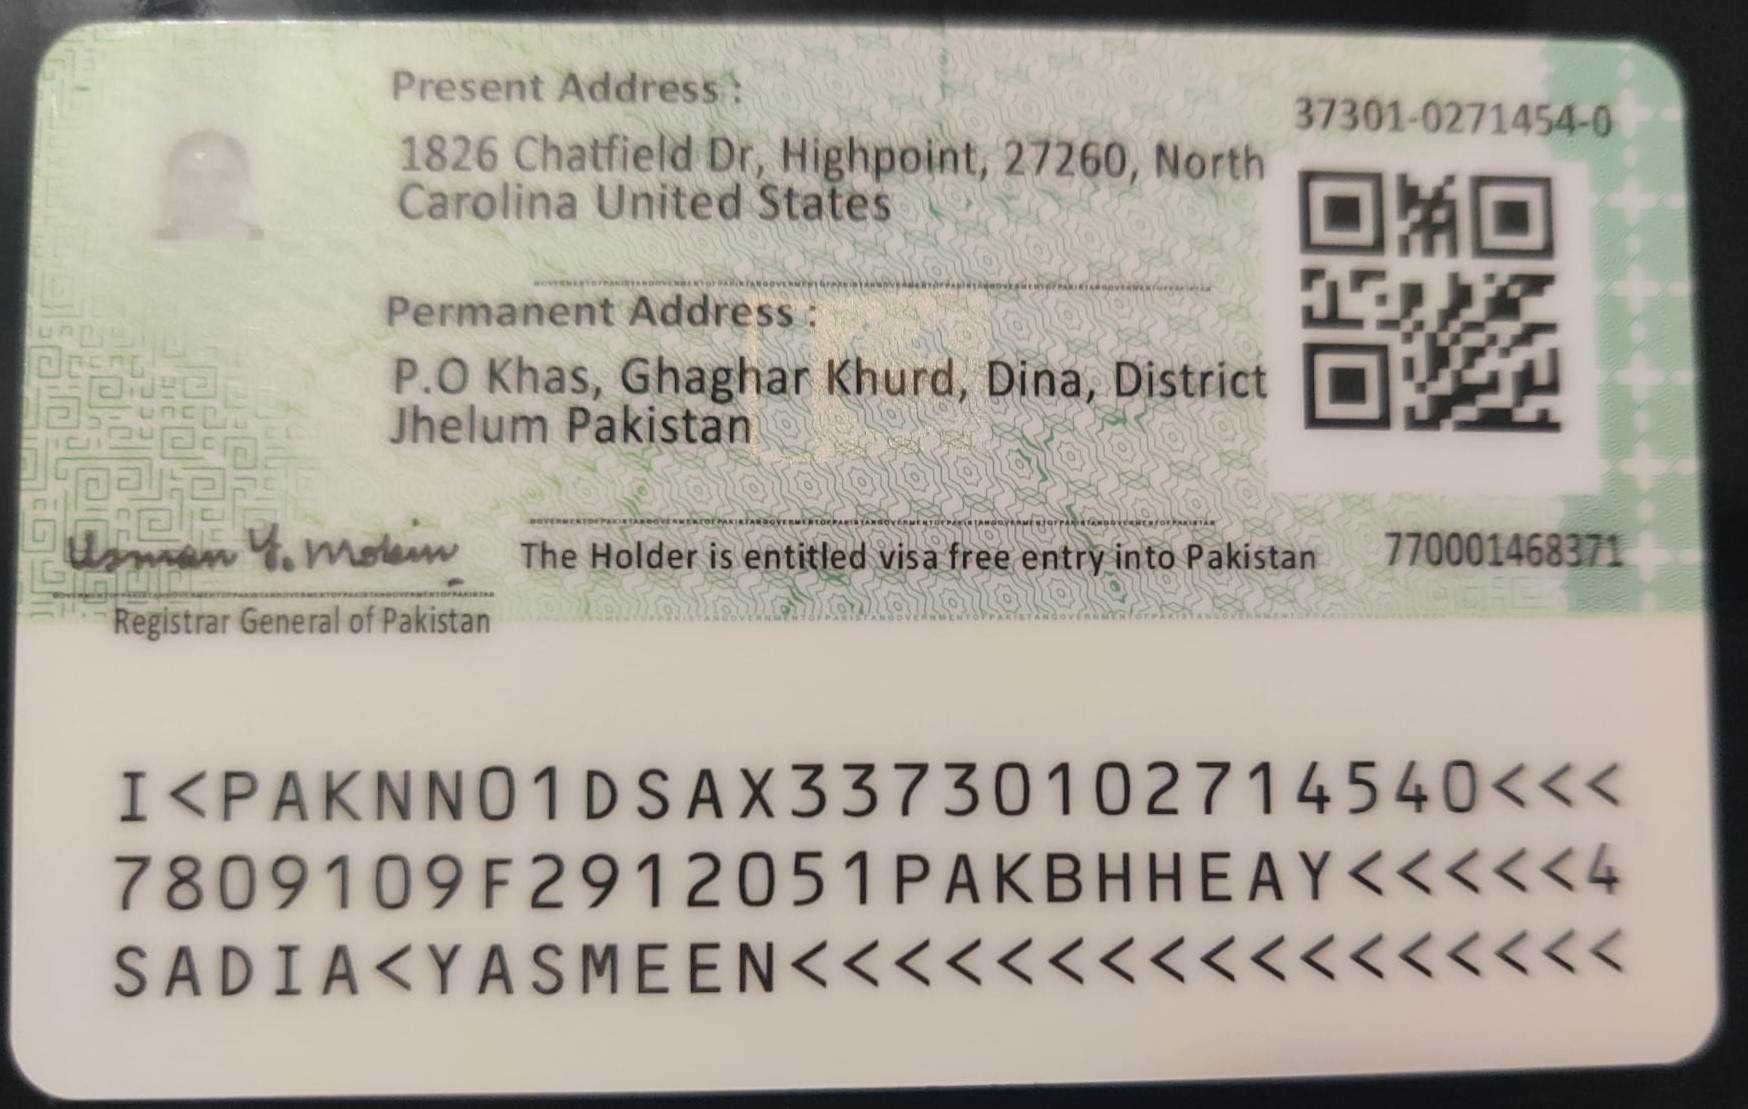 Present Address :
37301-0271454-0
1826 Chatfield Dr, Highpoint, 27260, North
Carolina United States
Permanent Address :
P.O Khas, Ghaghar Khurd, Dina, District
Jhelum Pakistan
Usman Y. Mobin
The Holder is entitled visa free entry into Pakistan
770001468371
Registrar General of Pakistan
I<PAKNN01DSAX33730102714540<<<
7809109F2912051PAKBHHEAY<<<<<4
SADIA<YASMEEN<<<<<<<<<<<<<<<<<